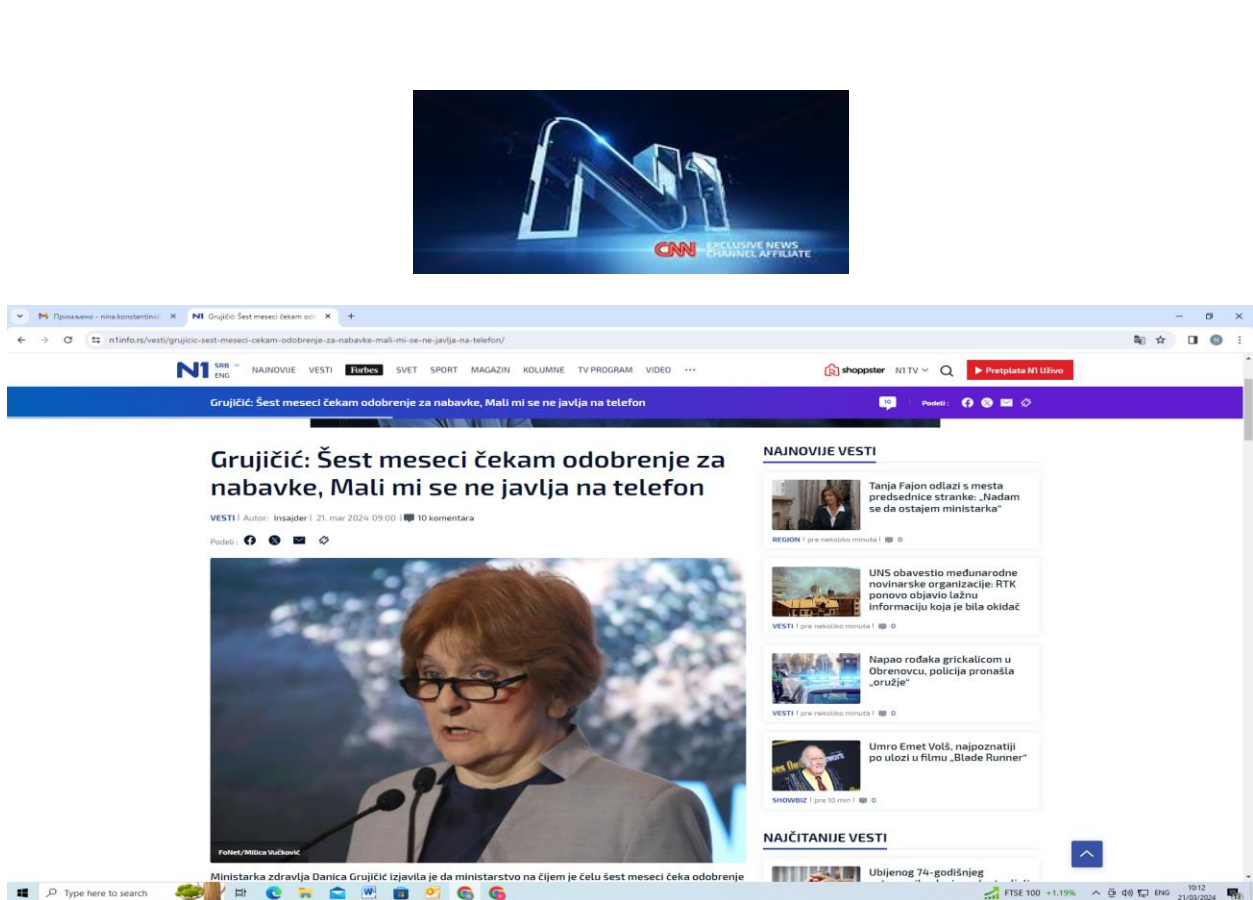 N1
CNN EXCLUSIVE NEWS
CHANNEL AFFILIATE
Примљено - nina.konstantinić
N1 Grujičić: Šest meseci čekam od
n1info.rs/vesti/grujicic-sest-meseci-cekam-odobrenje-za-nabavke-mali-mi-se-ne-javlja-na-telefon/
N1 SRB ENG NAJNOVIJE VESTI Forbes SVET SPORT MAGAZIN KOLUMNE TV PROGRAM VIDEO ... shoppster N1 TV Pretplata N1 Uživo
Grujičić: Šest meseci čekam odobrenje za nabavke, Mali mi se ne javlja na telefon 10 Podeli:
Grujičić: Šest meseci čekam odobrenje za
nabavke, Mali mi se ne javlja na telefon
VESTI | Autor: Insajder | 21. mar 2024 09:00 | 10 komentara
Podeli:
FoNet/Milica Vučković
Ministarka zdravlja Danica Grujičić izjavila je da ministarstvo na čijem je čelu šest meseci čeka odobrenje
NAJNOVIJE VESTI
Tanja Fajon odlazi s mesta
predsednice stranke: „Nadam
se da ostajem ministarka“
REGION | pre nekoliko minuta | 0
UNS obavestio međunarodne
novinarske organizacije: RTK
ponovo objavio lažnu
informaciju koja je bila okidač
VESTI | pre nekoliko minuta | 0
Napao rođaka grickalicom u
Obrenovcu, policija pronašla
„oružje“
VESTI | pre nekoliko minuta | 0
Umro Emet Volš, najpoznatiji
po ulozi u filmu „Blade Runner“
SHOWBIZ | pre 10 min | 0
NAJČITANIJE VESTI
Ubijenog 74-godišnjeg
Type here to search
FTSE 100 +1.19% ENG 10:12
21/03/2024